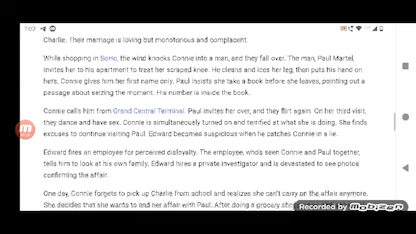 7:02
Charlie. Their marriage is loving but monotonous and complacent.
While shopping in SoHo, the wind knocks Connie into a man, and they fall over. The man, Paul Martel,
invites her to his apartment to treat her scraped knee. He cleans and ices her leg, then puts his hand on
hers. Connie gives him her first name only. Paul insists she take a book before she leaves, pointing out a
passage about seizing the moment. His number is inside the book.
Connie calls him from Grand Central Terminal. Paul invites her over, and they flirt again. On her third visit,
they dance and have sex. Connie is simultaneously turned on and terrified at what she is doing. She finds
excuses to continue visiting Paul. Edward becomes suspicious when he catches Connie in a lie.
Edward fires an employee for perceived disloyalty. The employee, who's seen Connie and Paul together,
tells him to look at his own family. Edward hires a private investigator and is devastated to see photos
confirming the affair.
One day, Connie forgets to pick up Charlie from school and realizes she can't carry on the affair anymore.
She decides that she wants to end her affair with Paul. After doing a grocery
Recorded by
Mobizen